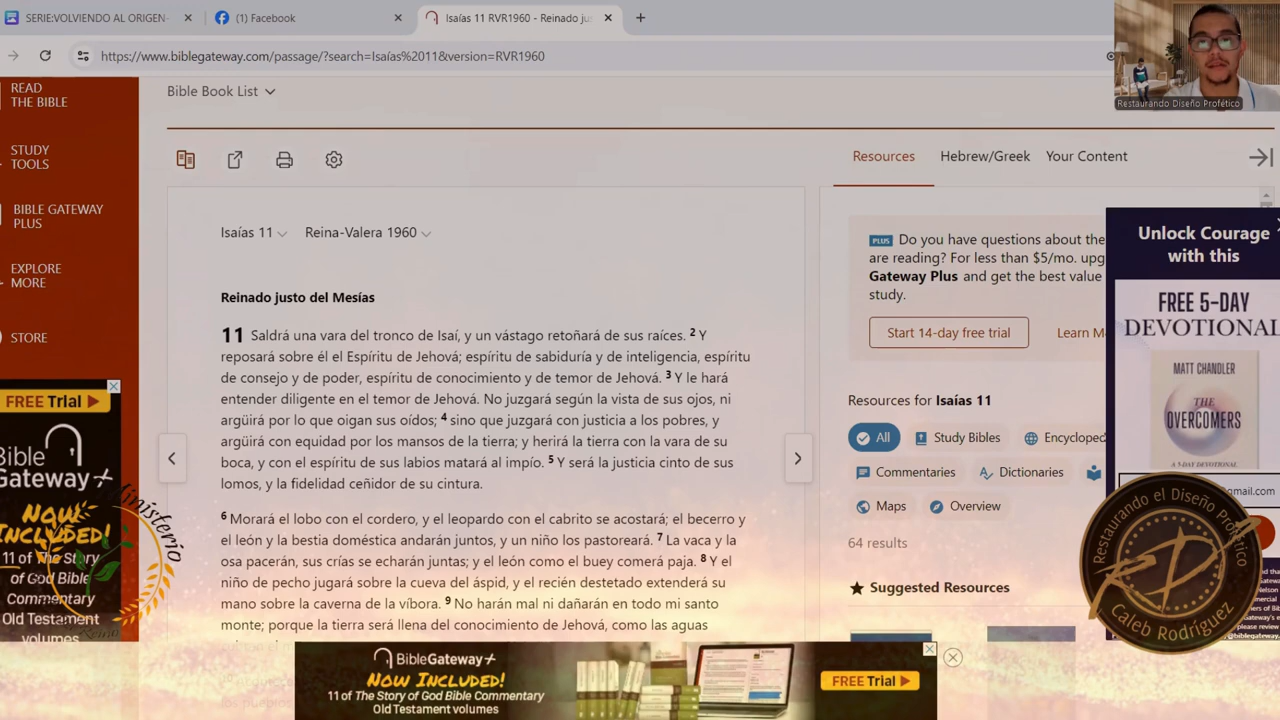 SERIE:VOLVIENDO AL ORIGEN-
(1) Facebook
Isaías 11 RVR1960 - Reinado ju
https://www.biblegateway.com/passage/?search=Isaías%2011&version=RVR1960
Restaurando Diseño Profético
READ
THE BIBLE
STUDY
TOOLS
BIBLE GATEWAY
PLUS
EXPLORE
MORE
STORE
Bible Book List
Resources
Hebrew/Greek
Your Content
Isaías 11
Reina-Valera 1960
Reinado justo del Mesías
11 Saldrá una vara del tronco de Isaí, y un vástago retoñará de sus raíces. 2 Y
reposará sobre él el Espíritu de Jehová; espíritu de sabiduría y de inteligencia, espíritu
de consejo y de poder, espíritu de conocimiento y de temor de Jehová. 3 Y le hará
entender diligente en el temor de Jehová. No juzgará según la vista de sus ojos, ni
argüirá por lo que oigan sus oídos; 4 sino que juzgará con justicia a los pobres, y
argüirá con equidad por los mansos de la tierra; y herirá la tierra con la vara de su
boca, y con el espíritu de sus labios matará al impío. 5 Y será la justicia cinto de sus
lomos, y la fidelidad ceñidor de su cintura.
6 Morará el lobo con el cordero, y el leopardo con el cabrito se acostará; el becerro y
el león y la bestia doméstica andarán juntos, y un niño los pastoreará. 7 La vaca y la
osa pacerán, sus crías se echarán juntas; y el león como el buey comerá paja. 8 Y el
niño de pecho jugará sobre la cueva del áspid, y el recién destetado extenderá su
mano sobre la caverna de la víbora. 9 No harán mal ni dañarán en todo mi santo
monte; porque la tierra será llena del conocimiento de Jehová, como las aguas
PLUS Do you have questions about the
are reading? For less than $5/mo. upg
Gateway Plus and get the best value
study.
Start 14-day free trial
Learn M
Resources for Isaías 11
All
Study Bibles
Encycloped
Commentaries
Dictionaries
Maps
Overview
64 results
Suggested Resources
Unlock Courage
with this
FREE 5-DAY
DEVOTIONAL
MATT CHANDLER
THE
OVERCOMERS
A 5-DAY DEVOTIONAL
@gmail.com
FREE Trial
Bible
Gateway+
NOW
INCLUDED!
11 of The Story
of God Bible
Commentary
Old Testament
volumes
Ministerio
BibleGateway+
NOW INCLUDED!
11 of The Story of God Bible Commentary
Old Testament volumes
FREE Trial
Restaurando el Diseño Profético
RD
Caleb Rodríguez